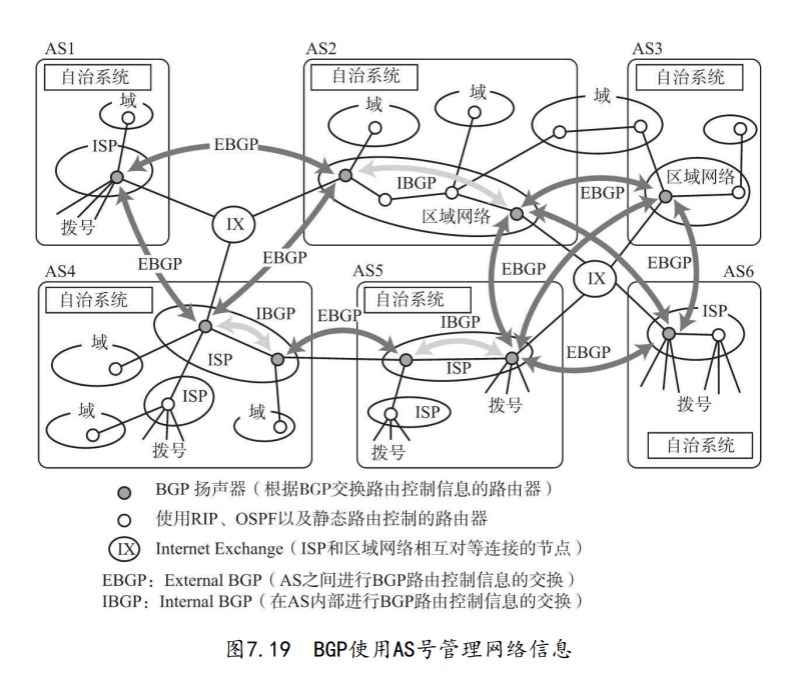 AS1
AS2
AS3
自治系统
自治系统
自治系统
域
域
域
域
ISP
EBGP
IBGP
EBGP
区域网络
区域网络
拨号
IX
EBGP
EBGP
EBGP
EBGP
IX
AS4
AS5
AS6
自治系统
自治系统
IBGP
EBGP
IBGP
ISP
域
ISP
ISP
EBGP
域
ISP
域
ISP
拨号
拨号
拨号
拨号
自治系统
BGP 扬声器（根据BGP交换路由控制信息的路由器）
使用RIP、OSPF以及静态路由控制的路由器
IX Internet Exchange（ISP和区域网络相互对等连接的节点）
EBGP：External BGP（AS之间进行BGP路由控制信息的交换）
IBGP：Internal BGP（在AS内部进行BGP路由控制信息的交换）
图7.19 BGP使用AS号管理网络信息